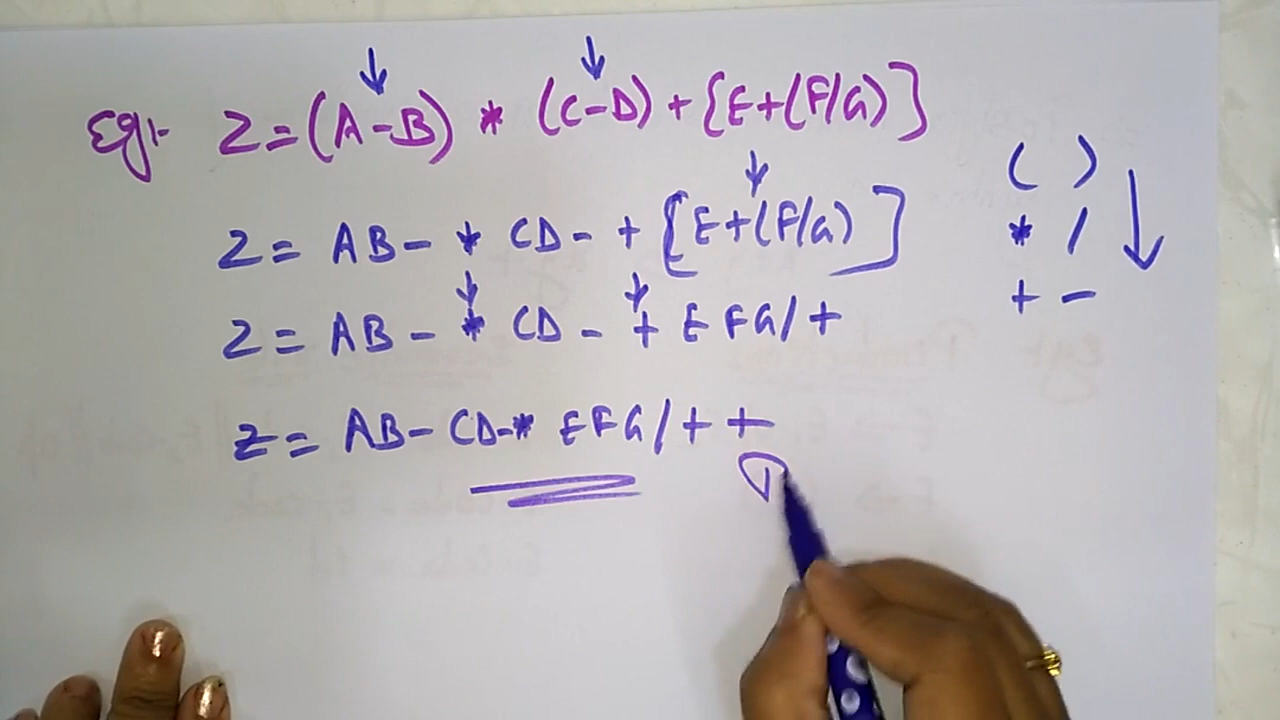 Eg:- Z = (A-B) * (C-D) + [E+(F/G)]
( )
Z = AB- * CD- + [E+(F/G)]
* /
+ -
Z = AB- * CD- + EFG/+
Z = AB- CD-* EFG/+ +